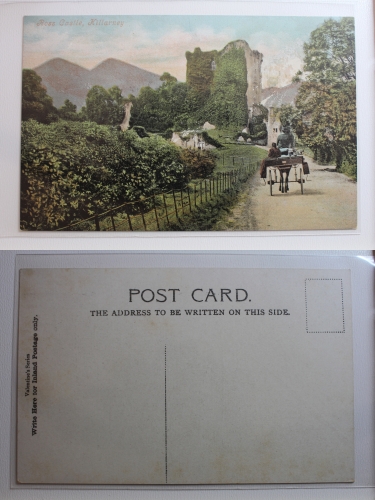 Ross Castle, Killarney
POST CARD.
THE ADDRESS TO BE WRITTEN ON THIS SIDE.
Valentine's Series
Write Here for Inland Postage only.